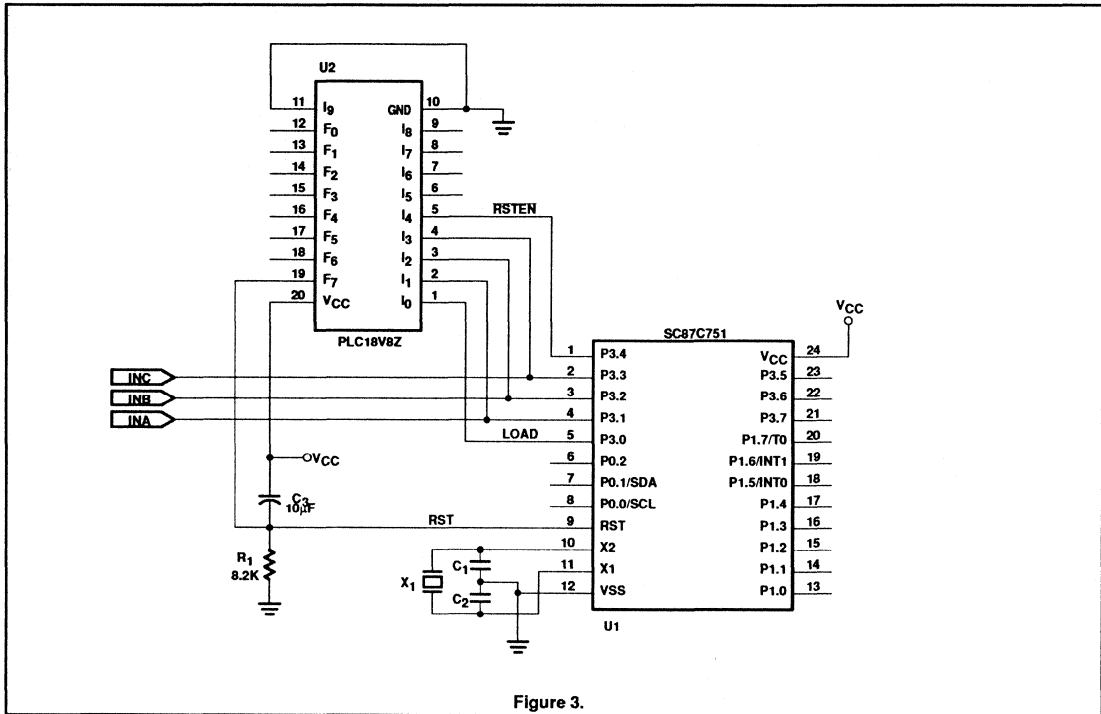 U2
11 I9 GND 10
12 F0 I8 9
13 F1 I7 8
14 F2 I6 7
15 F3 I5 6
16 F4 I4 5 RSTEN
17 F5 I3 4
18 F6 I2 3
19 F7 I1 2
20 VCC I0 1
PLC18V8Z
VCC
SC87C751
1 P3.4 VCC 24
INC 2 P3.3 P3.5 23
INB 3 P3.2 P3.6 22
INA 4 P3.1 P3.7 21
LOAD 5 P3.0 P1.7/T0 20
6 P0.2 P1.6/INT1 19
7 P0.1/SDA P1.5/INT0 18
8 P0.0/SCL P1.4 17
VCC
C3
10µF
RST 9 RST P1.3 16
10 X2 P1.2 15
11 X1 P1.1 14
12 VSS P1.0 13
R1
8.2K
X1
C1
C2
U1
Figure 3.